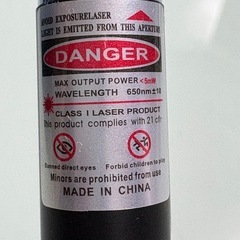 AVOID EXPOSURELASER
LIGHT IS EMITTED FROM THIS APERTURE
DANGER
MAX OUTPUT POWER <5mW
WAVELENGTH 650nm±10
CLASS I LASER PRODUCT
This product complies with 21 cfr
Banned direct eyes Forbid children to play
Minors are prohibited from use
MADE IN CHINA